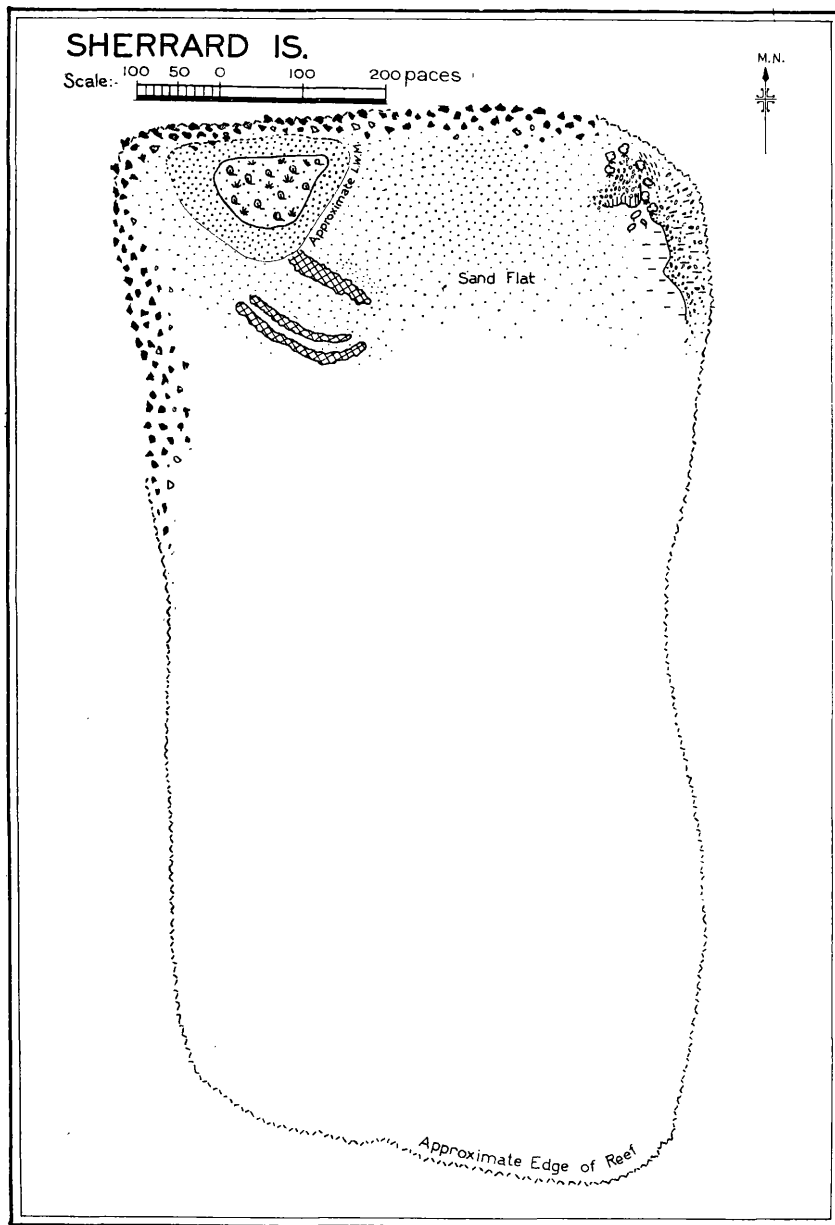 SHERRARD IS.
Scale:- 100 50 0 100 200 paces
M.N.
Approximate L.W.M.
Sand Flat
Approximate Edge of Reef